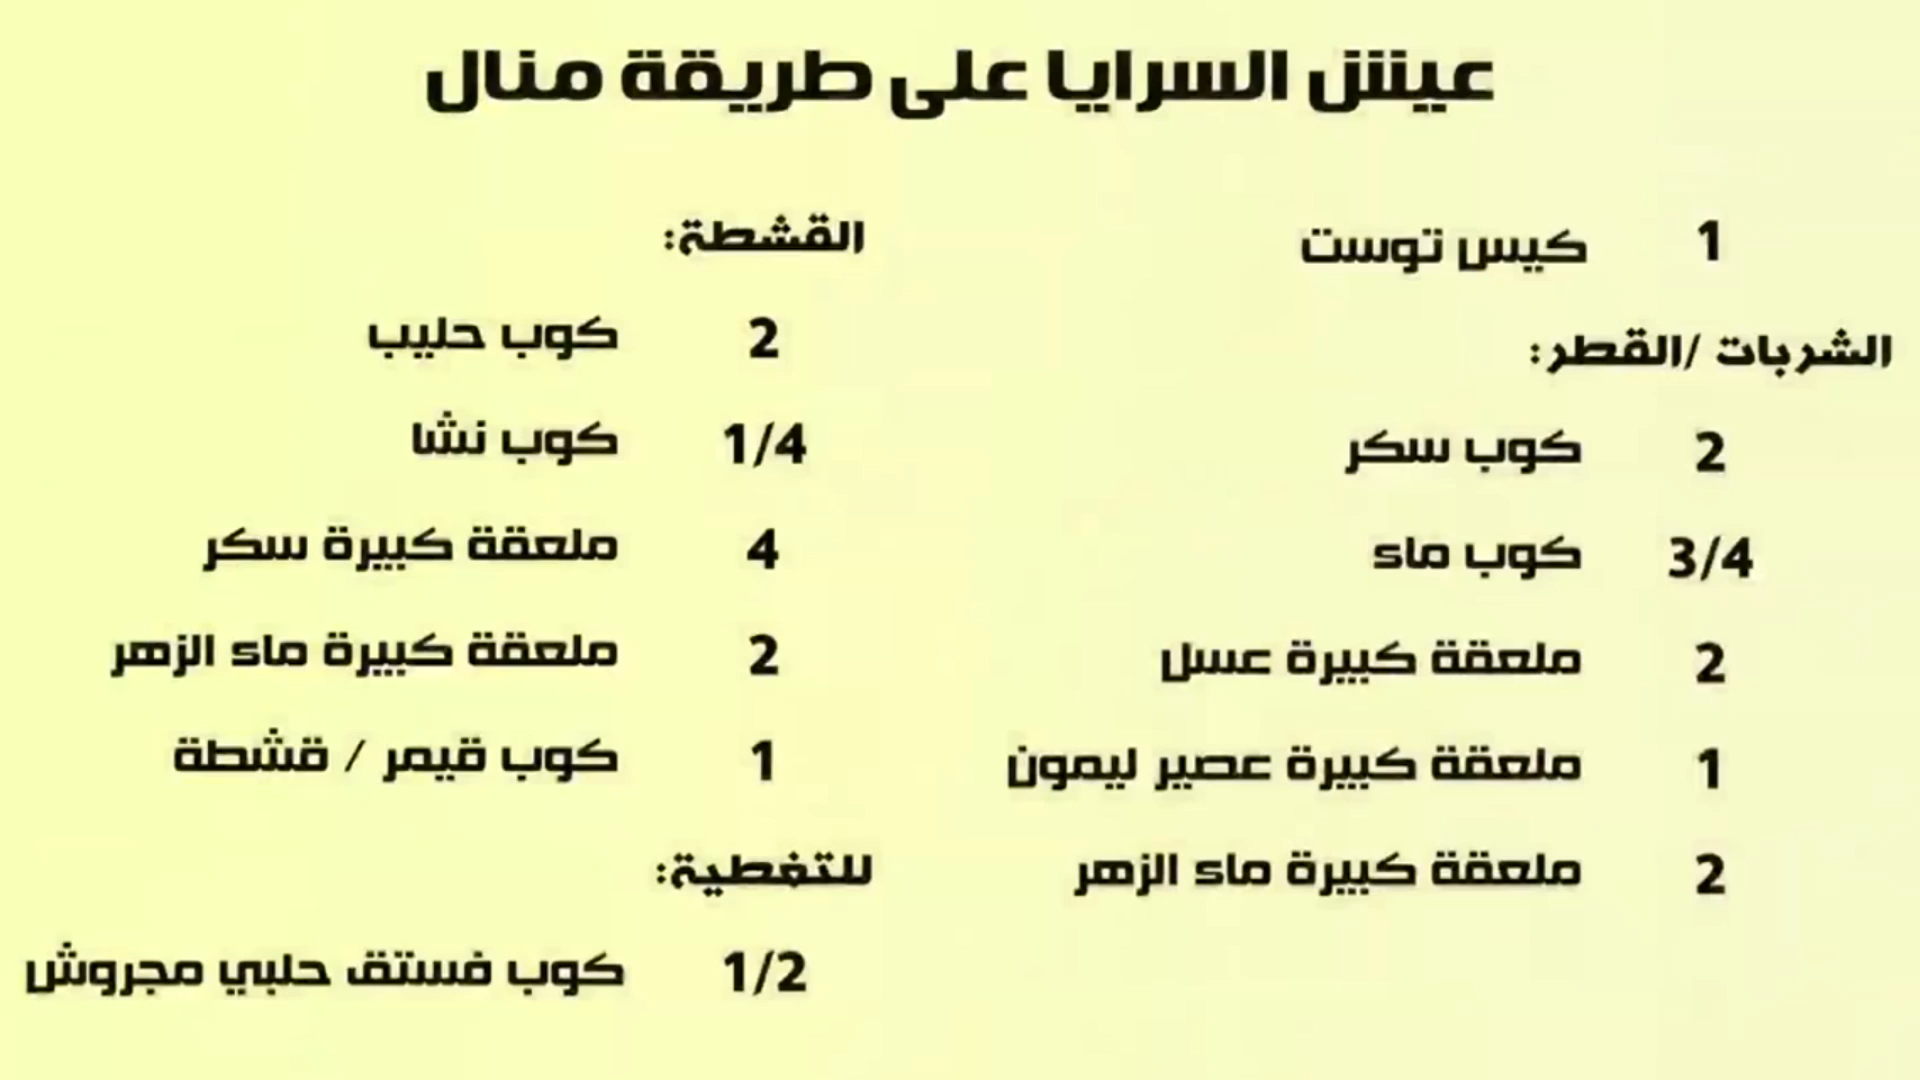 عيش السرايا على طريقة منال
1 كيس توست
الشربات /القطر:
2 كوب سكر
3/4 كوب ماء
2 ملعقة كبيرة عسل
1 ملعقة كبيرة عصير ليمون
2 ملعقة كبيرة ماء الزهر
القشطة:
2 كوب حليب
1/4 كوب نشا
4 ملعقة كبيرة سكر
2 ملعقة كبيرة ماء الزهر
1 كوب قيمر / قشطة
للتغطية:
1/2 كوب فستق حلبي مجروش